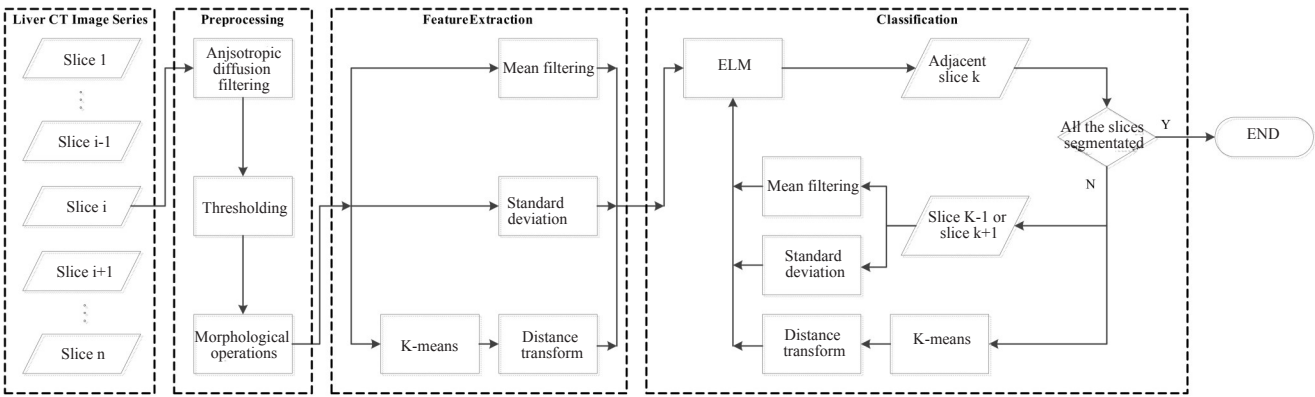 Liver CT Image Series
Slice 1
Slice i-1
Slice i
Slice i+1
Slice n
Preprocessing
Anjsotropic
diffusion
filtering
Thresholding
Morphological
operations
FeatureExtraction
Mean filtering
Standard
deviation
K-means
Distance
transform
Classification
ELM
Adjacent
slice k
All the slices
segmentated
Y
END
N
Mean filtering
Slice K-1 or
slice k+1
Standard
deviation
Distance
transform
K-means